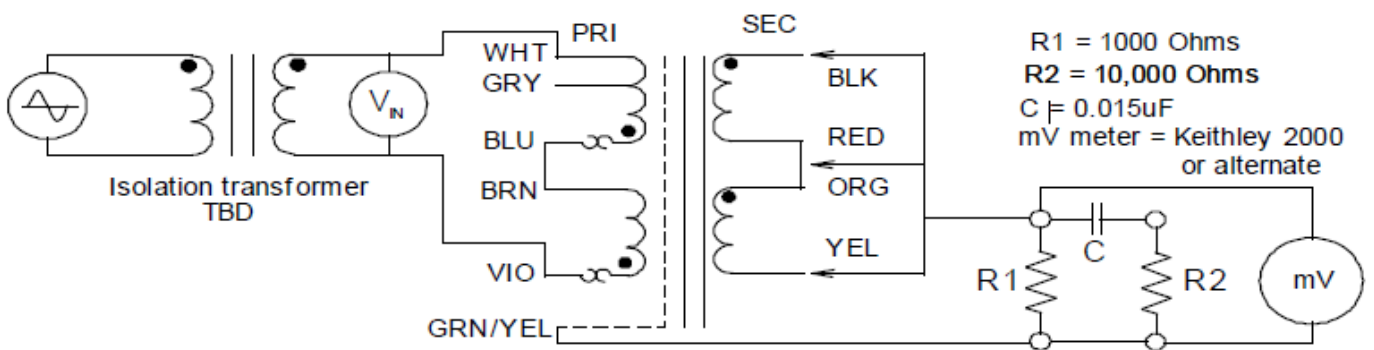 PRI
SEC
WHT
GRY
BLU
BRN
VIO
GRN/YEL
VIN
Isolation transformer
TBD
BLK
RED
ORG
YEL
R1 = 1000 Ohms
R2 = 10,000 Ohms
C = 0.015uF
mV meter = Keithley 2000
or alternate
C
R1
R2
mV